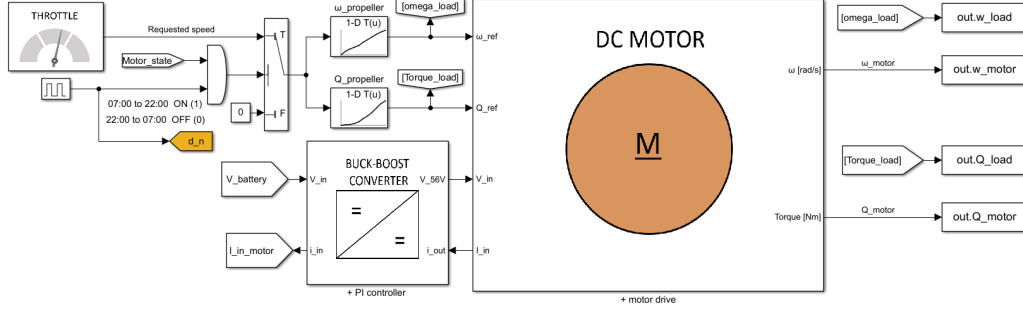 THROTTLE
Requested speed
Motor_state
07:00 to 22:00 ON (1)
22:00 to 07:00 OFF (0)
d_n
0
T
F
ω_propeller
1-D T(u)
[omega_load]
Q_propeller
1-D T(u)
[Torque_load]
V_battery
I_in_motor
BUCK-BOOST
CONVERTER
V_in
V_56V
i_in
i_out
=
=
+ PI controller
DC MOTOR
M
ω_ref
Q_ref
V_in
I_in
ω [rad/s]
Torque [Nm]
+ motor drive
[omega_load]
out.w_load
ω_motor
out.w_motor
[Torque_load]
out.Q_load
Q_motor
out.Q_motor